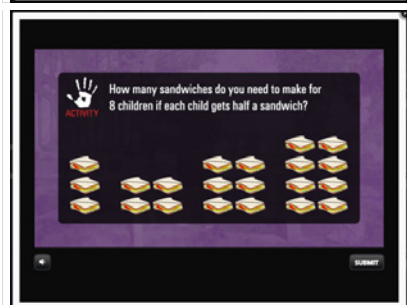 How many sandwiches do you need to make for
8 children if each child gets half a sandwich?
ACTIVITY
SUBMIT